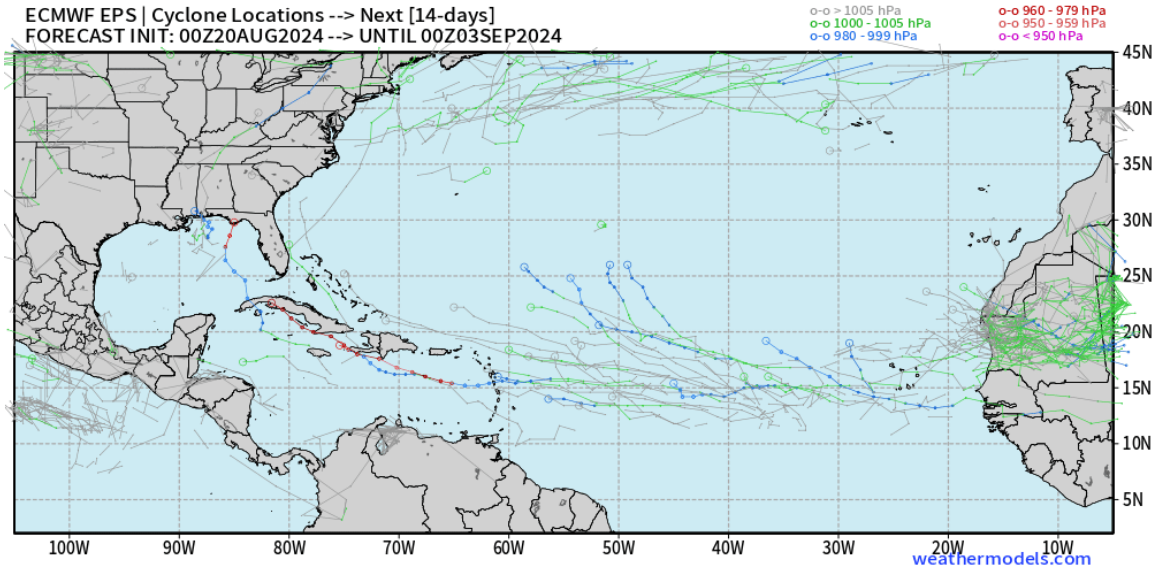 ECMWF EPS | Cyclone Locations --> Next [14-days]
FORECAST INIT: 00Z20AUG2024 --> UNTIL 00Z03SEP2024
o-o > 1005 hPa
o-o 1000 - 1005 hPa
o-o 980 - 999 hPa
o-o 960 - 979 hPa
o-o 950 - 959 hPa
o-o < 950 hPa
45N
40N
35N
30N
25N
20N
15N
10N
5N
100W 90W 80W 70W 60W 50W 40W 30W 20W 10W
weathermodels.com